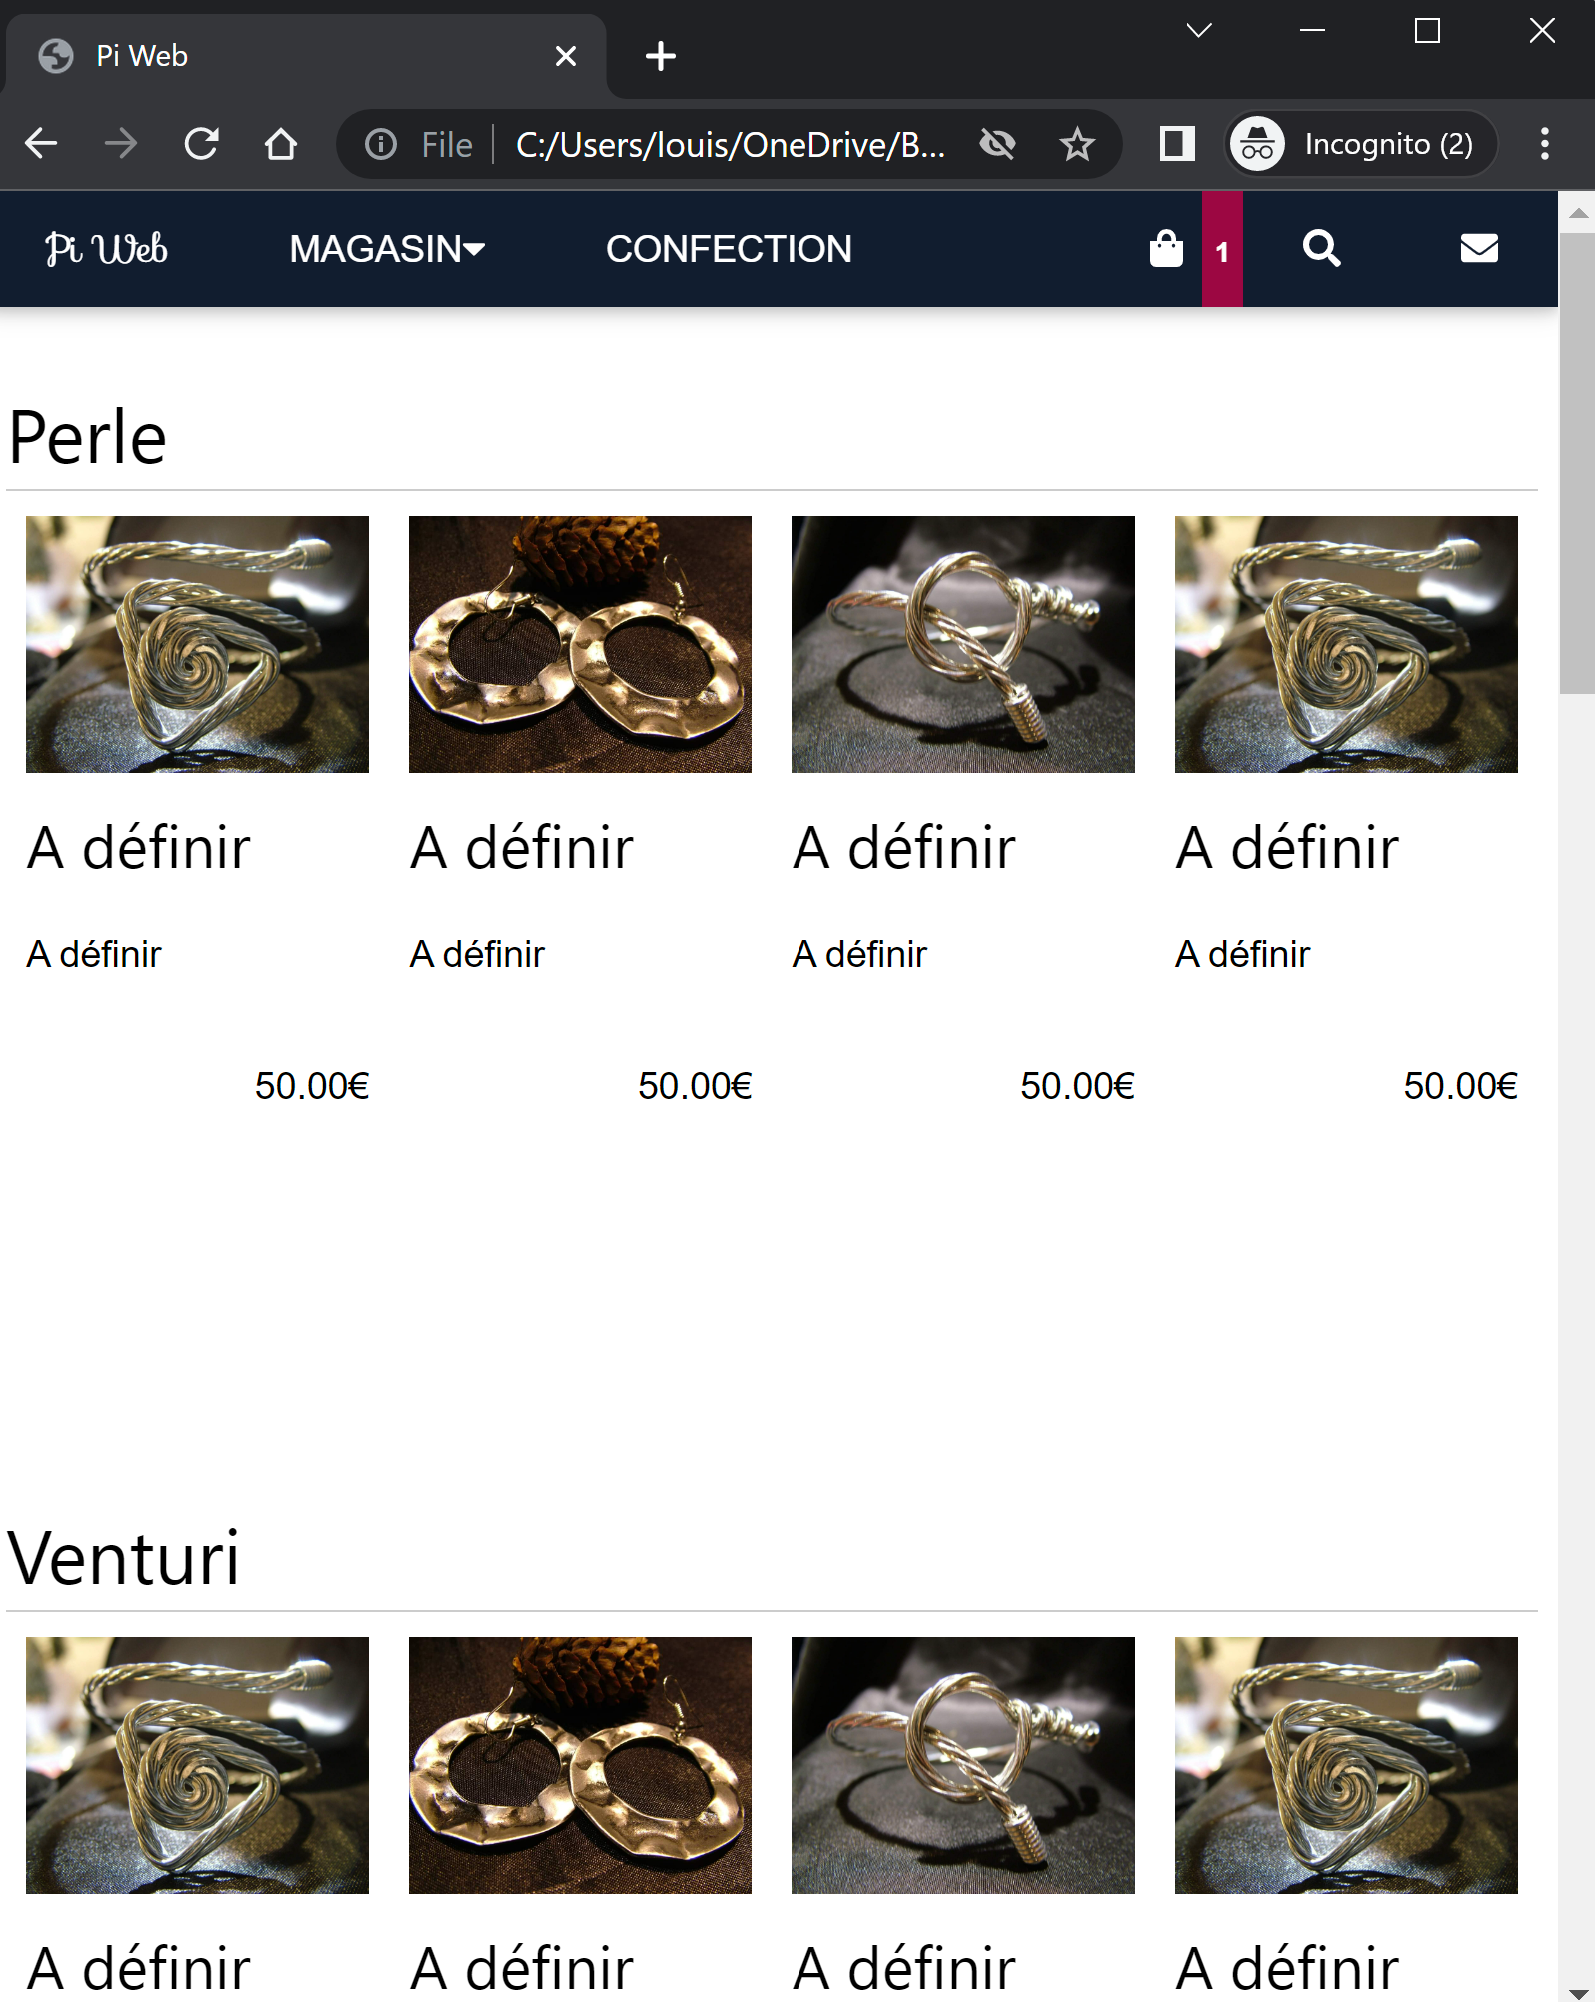 Pi Web
File C:/Users/louis/OneDrive/B... Incognito (2)
Pi Web MAGASIN CONFECTION 1
Perle
A définir A définir A définir A définir
A définir A définir A définir A définir
50.00€ 50.00€ 50.00€ 50.00€
Venturi
A définir A définir A définir A définir